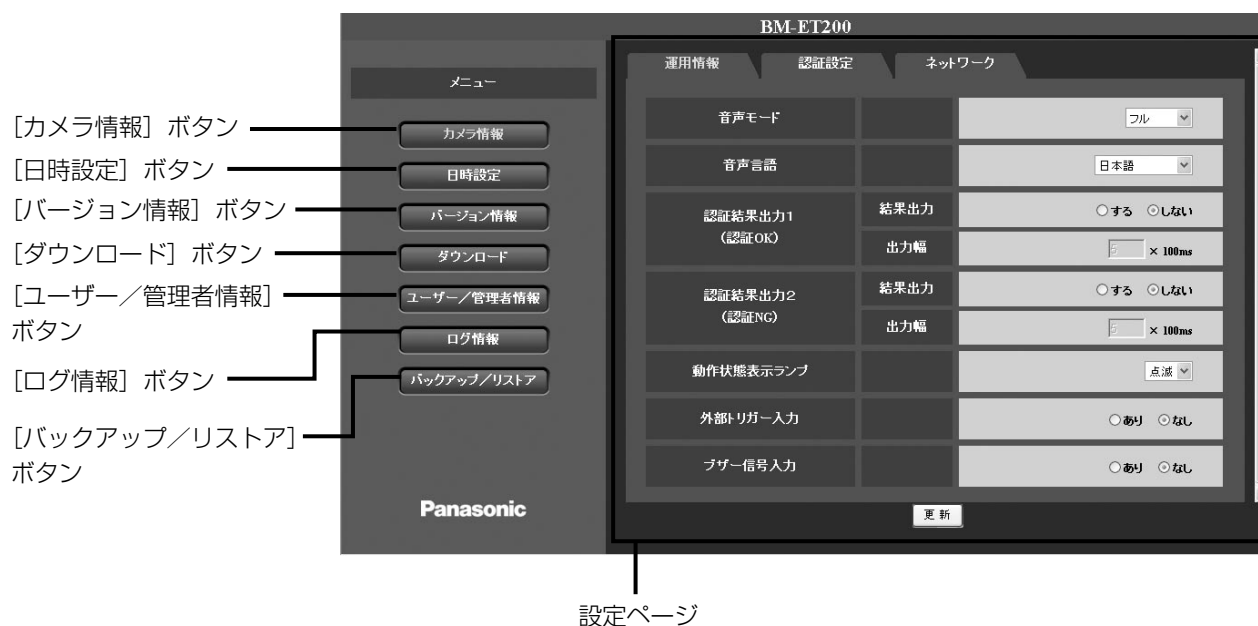 BM-ET200
[カメラ情報] ボタン
[日時設定] ボタン
[バージョン情報] ボタン
[ダウンロード] ボタン
[ユーザー／管理者情報]
ボタン
[ログ情報] ボタン
[バックアップ／リストア]
ボタン
メニュー
カメラ情報
日時設定
バージョン情報
ダウンロード
ユーザー／管理者情報
ログ情報
バックアップ／リストア
Panasonic
運用情報 認証設定 ネットワーク
音声モード フル
音声言語 日本語
認証結果出力1 結果出力 する しない
(認証OK) 出力幅 5 × 100ms
認証結果出力2 結果出力 する しない
(認証NG) 出力幅 5 × 100ms
動作状態表示ランプ 点滅
外部トリガー入力 あり なし
ブザー信号入力 あり なし
更新
設定ページ